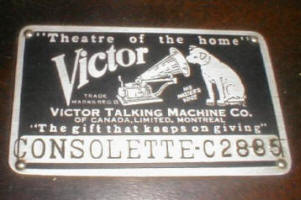 "Theatre of the home"
Victor
TRADE
MARK REG'D
HIS
MASTER'S
VOICE
VICTOR TALKING MACHINE CO.
OF CANADA, LIMITED, MONTREAL
"The gift that keeps on giving"
CONSOLETTE-C2885